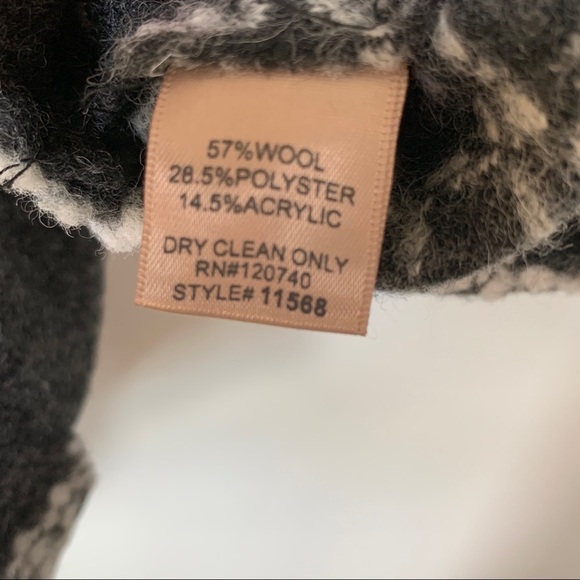 57%WOOL
28.5%POLYSTER
14.5%ACRYLIC
DRY CLEAN ONLY
RN#120740
STYLE# 11568